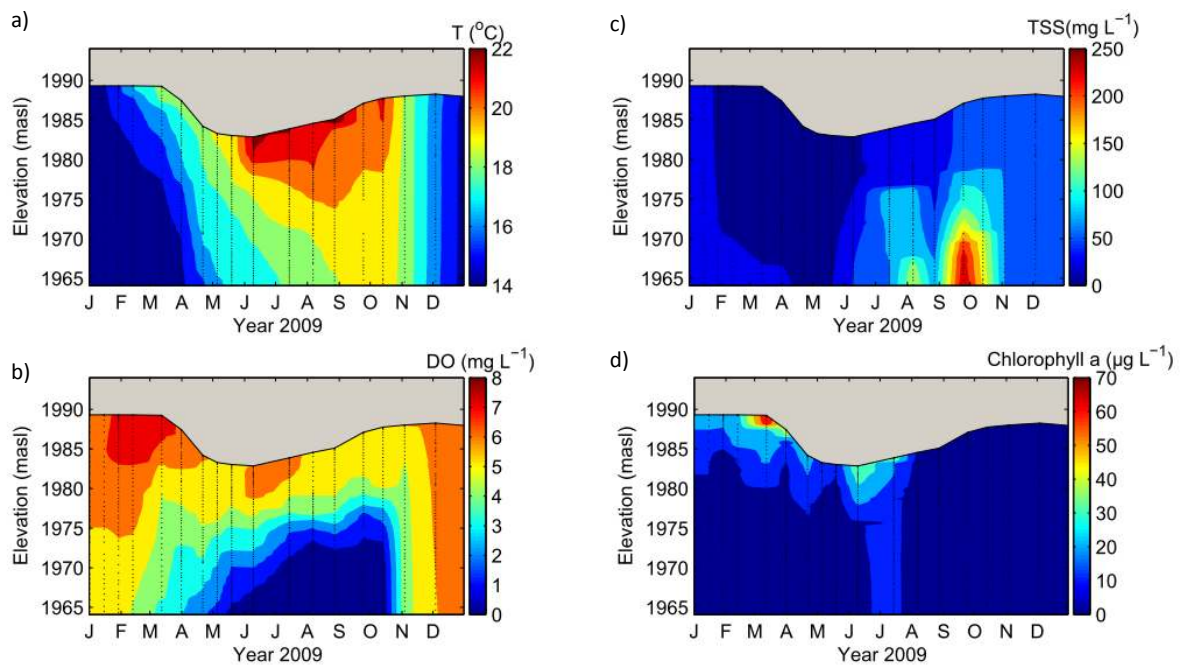 a)
T (°C)
22
20
18
16
14
1990
1985
1980
1975
1970
1965
Elevation (masl)
J F M A M J J A S O N D
Year 2009
c)
TSS(mg L⁻¹)
250
200
150
100
50
0
1990
1985
1980
1975
1970
1965
Elevation (masl)
J F M A M J J A S O N D
Year 2009
b)
DO (mg L⁻¹)
8
7
6
5
4
3
2
1
0
1990
1985
1980
1975
1970
1965
Elevation (masl)
J F M A M J J A S O N D
Year 2009
d)
Chlorophyll a (µg L⁻¹)
70
60
50
40
30
20
10
0
1990
1985
1980
1975
1970
1965
Elevation (masl)
J F M A M J J A S O N D
Year 2009